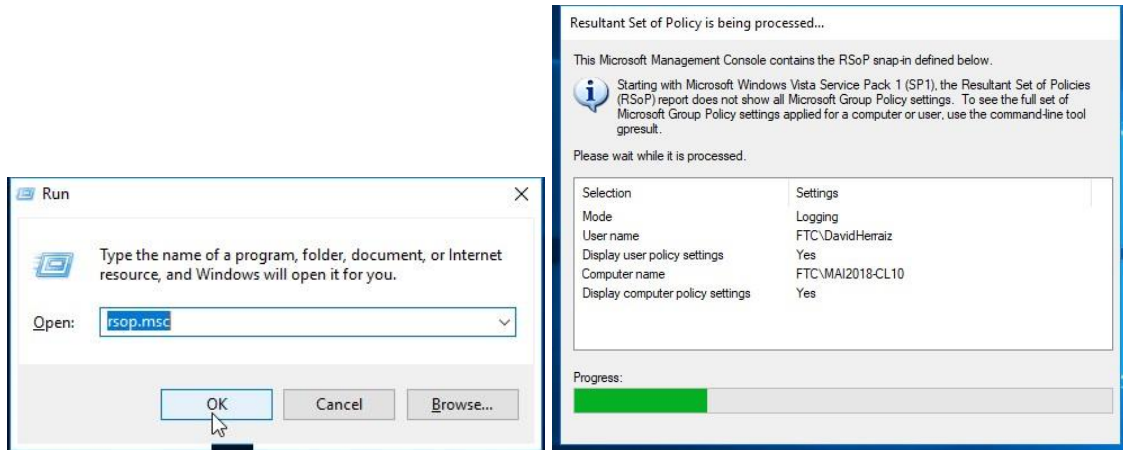 Run
Type the name of a program, folder, document, or Internet
resource, and Windows will open it for you.
Open: rsop.msc
OK Cancel Browse...
Resultant Set of Policy is being processed...
This Microsoft Management Console contains the RSoP snap-in defined below.
Starting with Microsoft Windows Vista Service Pack 1 (SP1), the Resultant Set of Policies
(RSoP) report does not show all Microsoft Group Policy settings. To see the full set of
Microsoft Group Policy settings applied for a computer or user, use the command-line tool
gpresult.
Please wait while it is processed.
Selection Settings
Mode Logging
User name FTC\DavidHerraiz
Display user policy settings Yes
Computer name FTC\MAI2018-CL10
Display computer policy settings Yes
Progress: